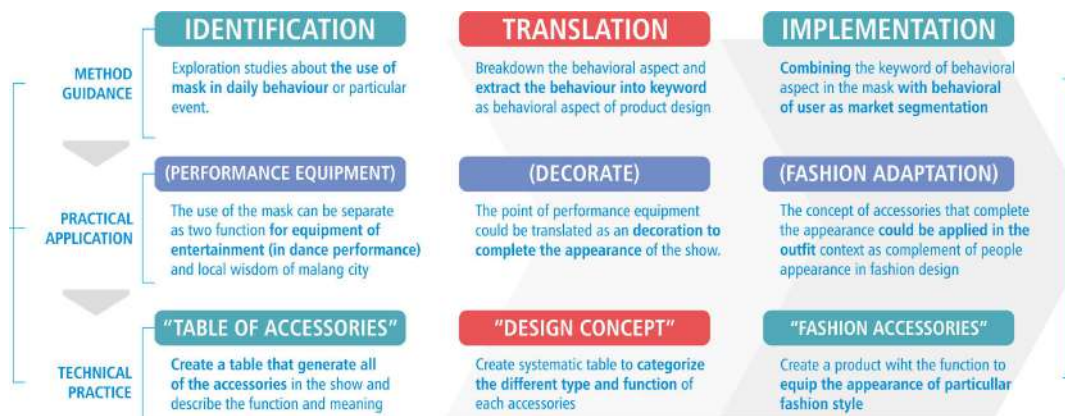 IDENTIFICATION
TRANSLATION
IMPLEMENTATION
METHOD
GUIDANCE
Exploration studies about the use of
mask in daily behaviour or particular
event.
Breakdown the behavioral aspect and
extract the behaviour into keyword
as behavioral aspect of product design
Combining the keyword of behavioral
aspect in the mask with behavioral
of user as market segmentation
(PERFORMANCE EQUIPMENT)
(DECORATE)
(FASHION ADAPTATION)
PRACTICAL
APPLICATION
The use of the mask can be separate
as two function for equipment of
entertainment (in dance performance)
and local wisdom of malang city
The point of performance equipment
could be translated as an decoration to
complete the appearance of the show.
The concept of accessories that complete
the appearance could be applied in the
outfit context as complement of people
appearance in fashion design
"TABLE OF ACCESSORIES"
"DESIGN CONCEPT"
"FASHION ACCESSORIES"
TECHNICAL
PRACTICE
Create a table that generate all
of the accessories in the show and
describe the function and meaning
Create systematic table to categorize
the different type and function of
each accessories
Create a product wiht the function to
equip the appearance of particullar
fashion style